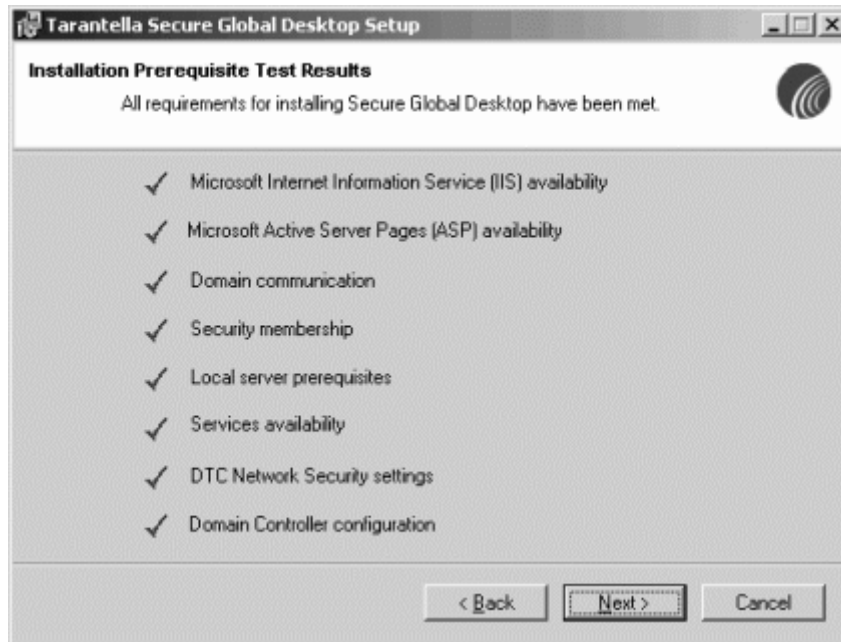 Tarantella Secure Global Desktop Setup
Installation Prerequisite Test Results
All requirements for installing Secure Global Desktop have been met.
Microsoft Internet Information Service (IIS) availability
Microsoft Active Server Pages (ASP) availability
Domain communication
Security membership
Local server prerequisites
Services availability
DTC Network Security settings
Domain Controller configuration
< Back Next > Cancel